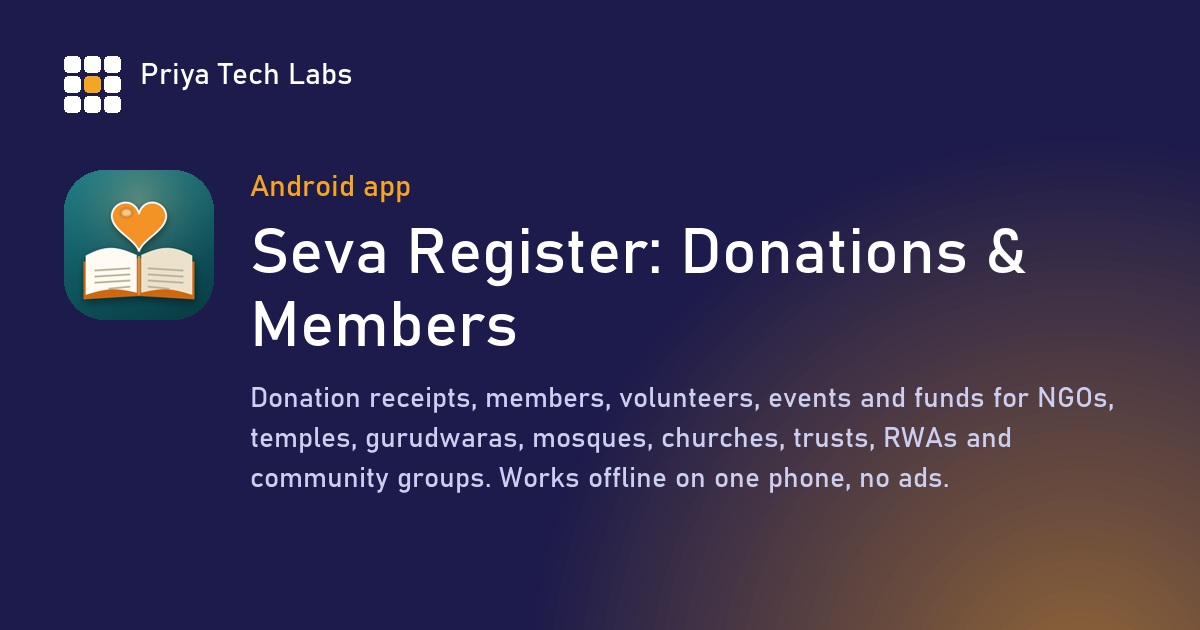 Priya Tech Labs
Android app
Seva Register: Donations &
Members
Donation receipts, members, volunteers, events and funds for NGOs,
temples, gurudwaras, mosques, churches, trusts, RWAs and
community groups. Works offline on one phone, no ads.